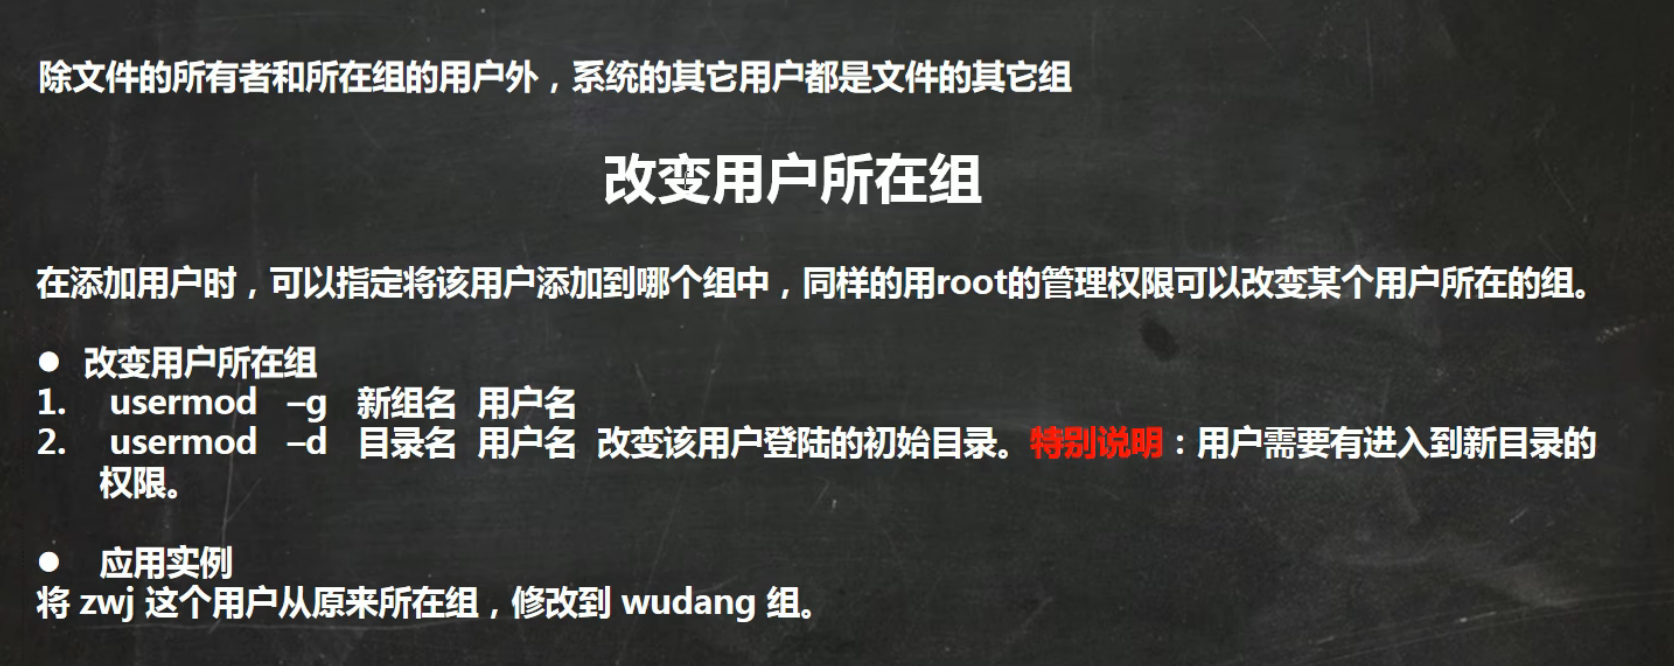 除文件的所有者和所在组的用户外，系统的其它用户都是文件的其它组
改变用户所在组
在添加用户时，可以指定将该用户添加到哪个组中，同样的用root的管理权限可以改变某个用户所在的组。
● 改变用户所在组
1. usermod –g 新组名 用户名
2. usermod –d 目录名 用户名 改变该用户登陆的初始目录。特别说明：用户需要有进入到新目录的
权限。
● 应用实例
将 zwj 这个用户从原来所在组，修改到 wudang 组。